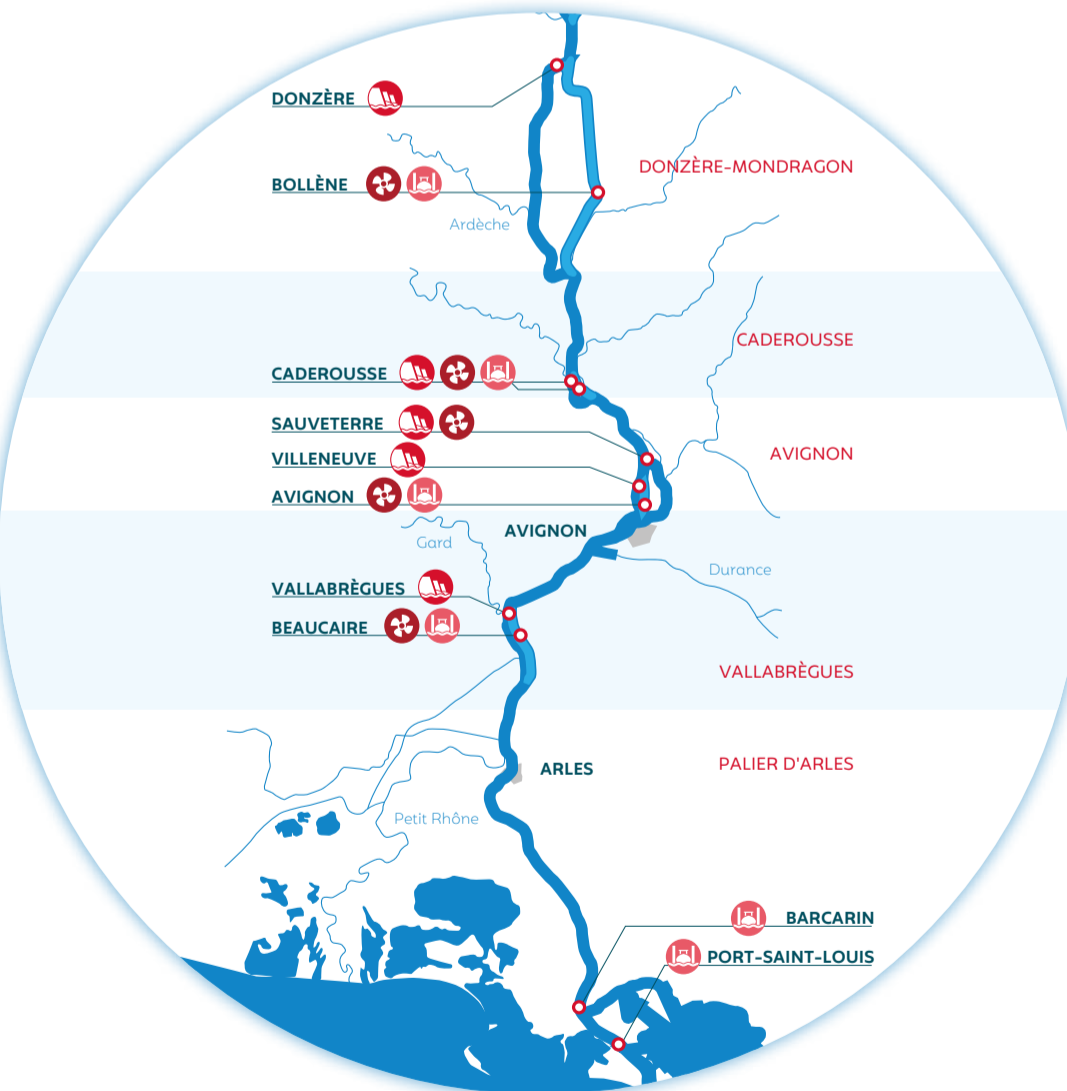 DONZÈRE
DONZÈRE-MONDRAGON
BOLLÈNE
Ardèche
CADEROUSSE
CADEROUSSE
SAUVETERRE
AVIGNON
VILLENEUVE
AVIGNON
AVIGNON
Gard
Durance
VALLABRÈGUES
BEAUCAIRE
VALLABRÈGUES
PALIER D'ARLES
ARLES
Petit Rhône
BARCARIN
PORT-SAINT-LOUIS